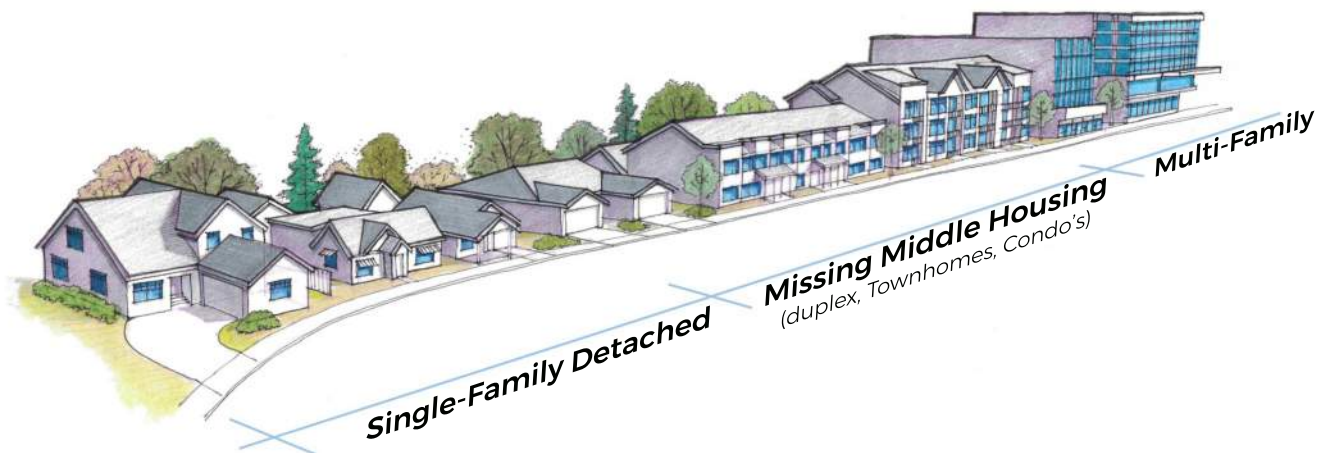 Single-Family Detached
Missing Middle Housing
(duplex, Townhomes, Condo's)
Multi-Family